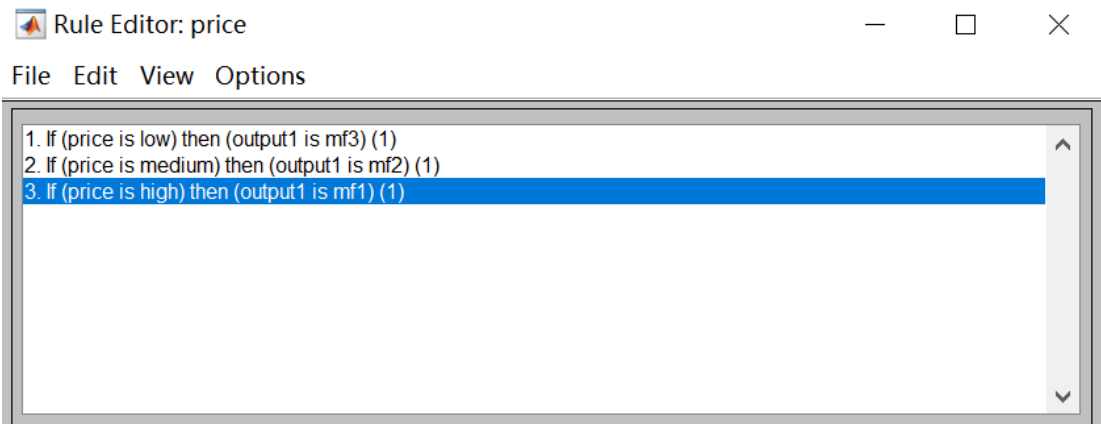 Rule Editor: price
File Edit View Options
1. If (price is low) then (output1 is mf3) (1)
2. If (price is medium) then (output1 is mf2) (1)
3. If (price is high) then (output1 is mf1) (1)